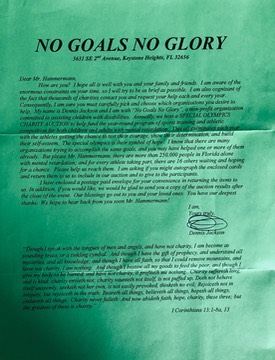 NO GOALS NO GLORY
3631 SE 2nd Avenue, Keystone Heights, FL 32656
Dear Mr. Hammermann,
How are you? I hope all is well with you and your family and friends. I am aware of the
enormous constraints on your time, so I will try to be as brief as possible. I am also cognizant of
the fact that thousands of charities contact you and request your help each and every year.
Consequently, I am sure you must carefully pick and choose which organizations you desire to
help. My name is Dennis Jackson and I am with "No Goals No Glory", a non-profit organization
committed to assisting children with disabilities. Annually, we host a SPECIAL OLYMPICS
CHARITY AUCTION to help fund the year-round program of sports training and athletic
competition for both children and adults with mental retardation.
with the athletes getting the chance to test their courage, show their determination, and build
their self-esteem. The special olympics is their symbol of hope! I know that there are many
organizations trying to accomplish the same goals, and you may have helped one or more of them
already. But please Mr. Hammermann, there are more than 250,000 people in Florida alone
with mental retardation, and for every athlete taking part, there are 16 others waiting and hoping
for a chance. Please help us reach them. I am asking if you might autograph the enclosed cards
and return them to us to include in our auction and to give to the participants.
I have enclosed a postage paid envelope for your convenience in returning the items to
us. In addition, if you would like, we would be glad to send you a copy of the auction results after
the close of the event. Our blessings go out to you and your loved ones. You have our deepest
thanks! We hope to hear back from you soon Mr. Hammermann!
I am,
Yours truly,
Dennis Jackson
"Though I speak with the tongues of men and angels, and have not charity, I am become as
sounding brass, or a tinkling cymbal. And though I have the gift of prophecy, and understand all
mysteries, and all knowledge; and though I have all faith, so that I could remove mountains, and
have not charity, I am nothing. And though I bestow all my goods to feed the poor, and though I
give my body to be burned, and have not charity, it profiteth me nothing. Charity suffereth long,
and is kind; charity envieth not; charity vaunteth not itself, is not puffed up, Doth not behave
itself unseemly, seeketh not her own, is not easily provoked, thinketh no evil; Rejoiceth not in
iniquity, but rejoiceth in the truth; Beareth all things, believeth all things, hopeth all things,
endureth all things. Charity never faileth. And now abideth faith, hope, charity, these three; but
the greatest of these is charity."
1 Corinthians 13:1-8a, 13